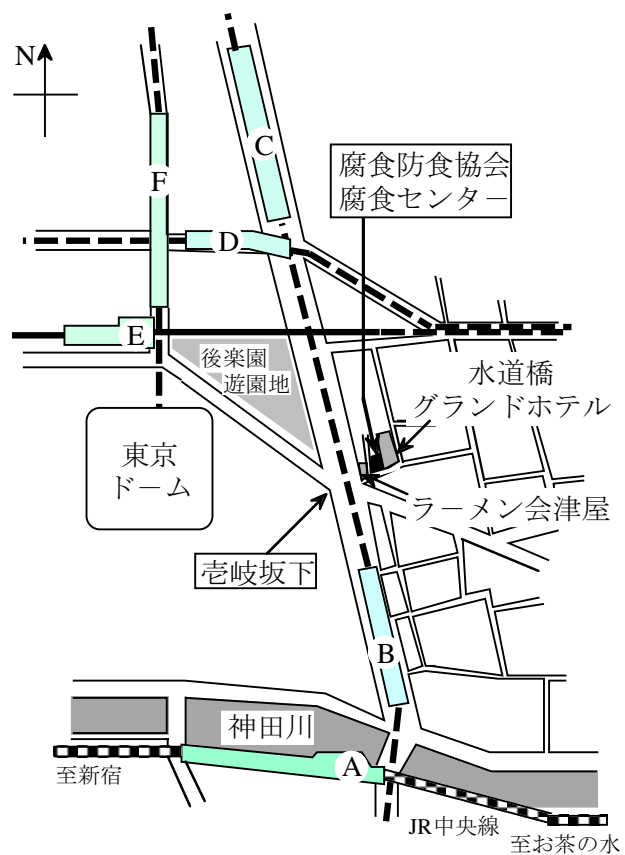 N
C
F
腐食防食協会
腐食センター
D
E
後楽園
遊園地
水道橋
グランドホテル
東京
ドーム
ラーメン会津屋
壱岐坂下
B
神田川
A
至新宿
JR中央線
至お茶の水